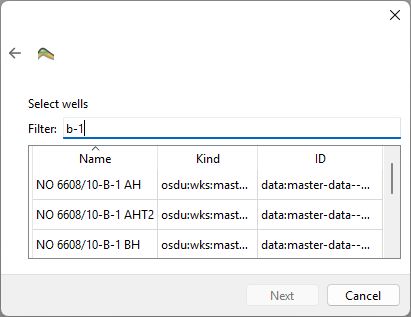 Select wells
Filter: b-1
Name Kind ID
NO 6608/10-B-1 AH osdu:wks:mast... data:master-data--...
NO 6608/10-B-1 AHT2 osdu:wks:mast... data:master-data--...
NO 6608/10-B-1 BH osdu:wks:mast... data:master-data--...
Next Cancel